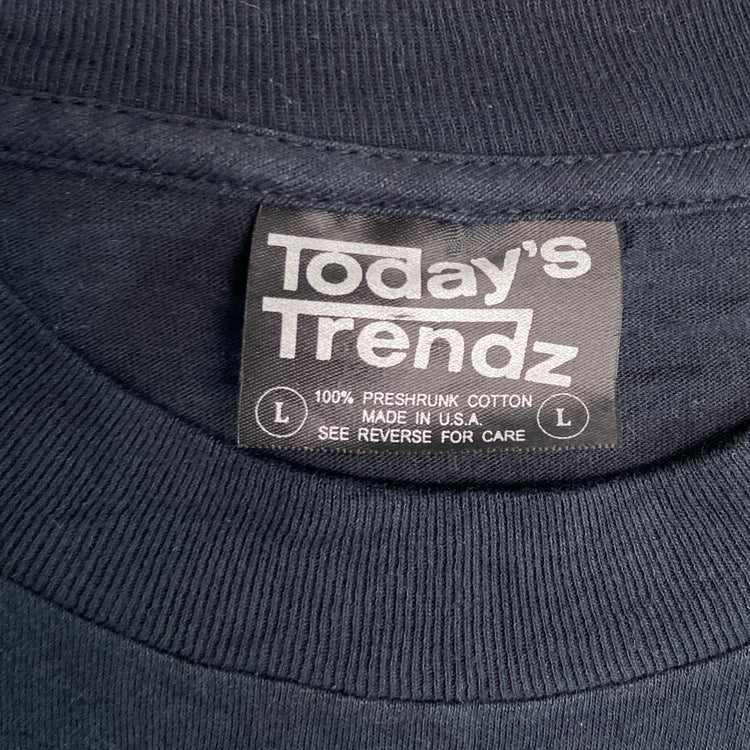 Today's
Trendz
100% PRESHRUNK COTTON
L MADE IN U.S.A. L
SEE REVERSE FOR CARE